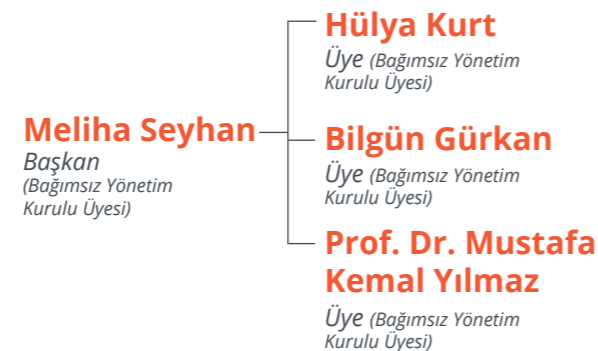 Meliha Seyhan
Başkan
(Bağımsız Yönetim
Kurulu Üyesi)
Hülya Kurt
Üye (Bağımsız Yönetim
Kurulu Üyesi)
Bilgün Gürkan
Üye (Bağımsız Yönetim
Kurulu Üyesi)
Prof. Dr. Mustafa
Kemal Yılmaz
Üye (Bağımsız Yönetim
Kurulu Üyesi)